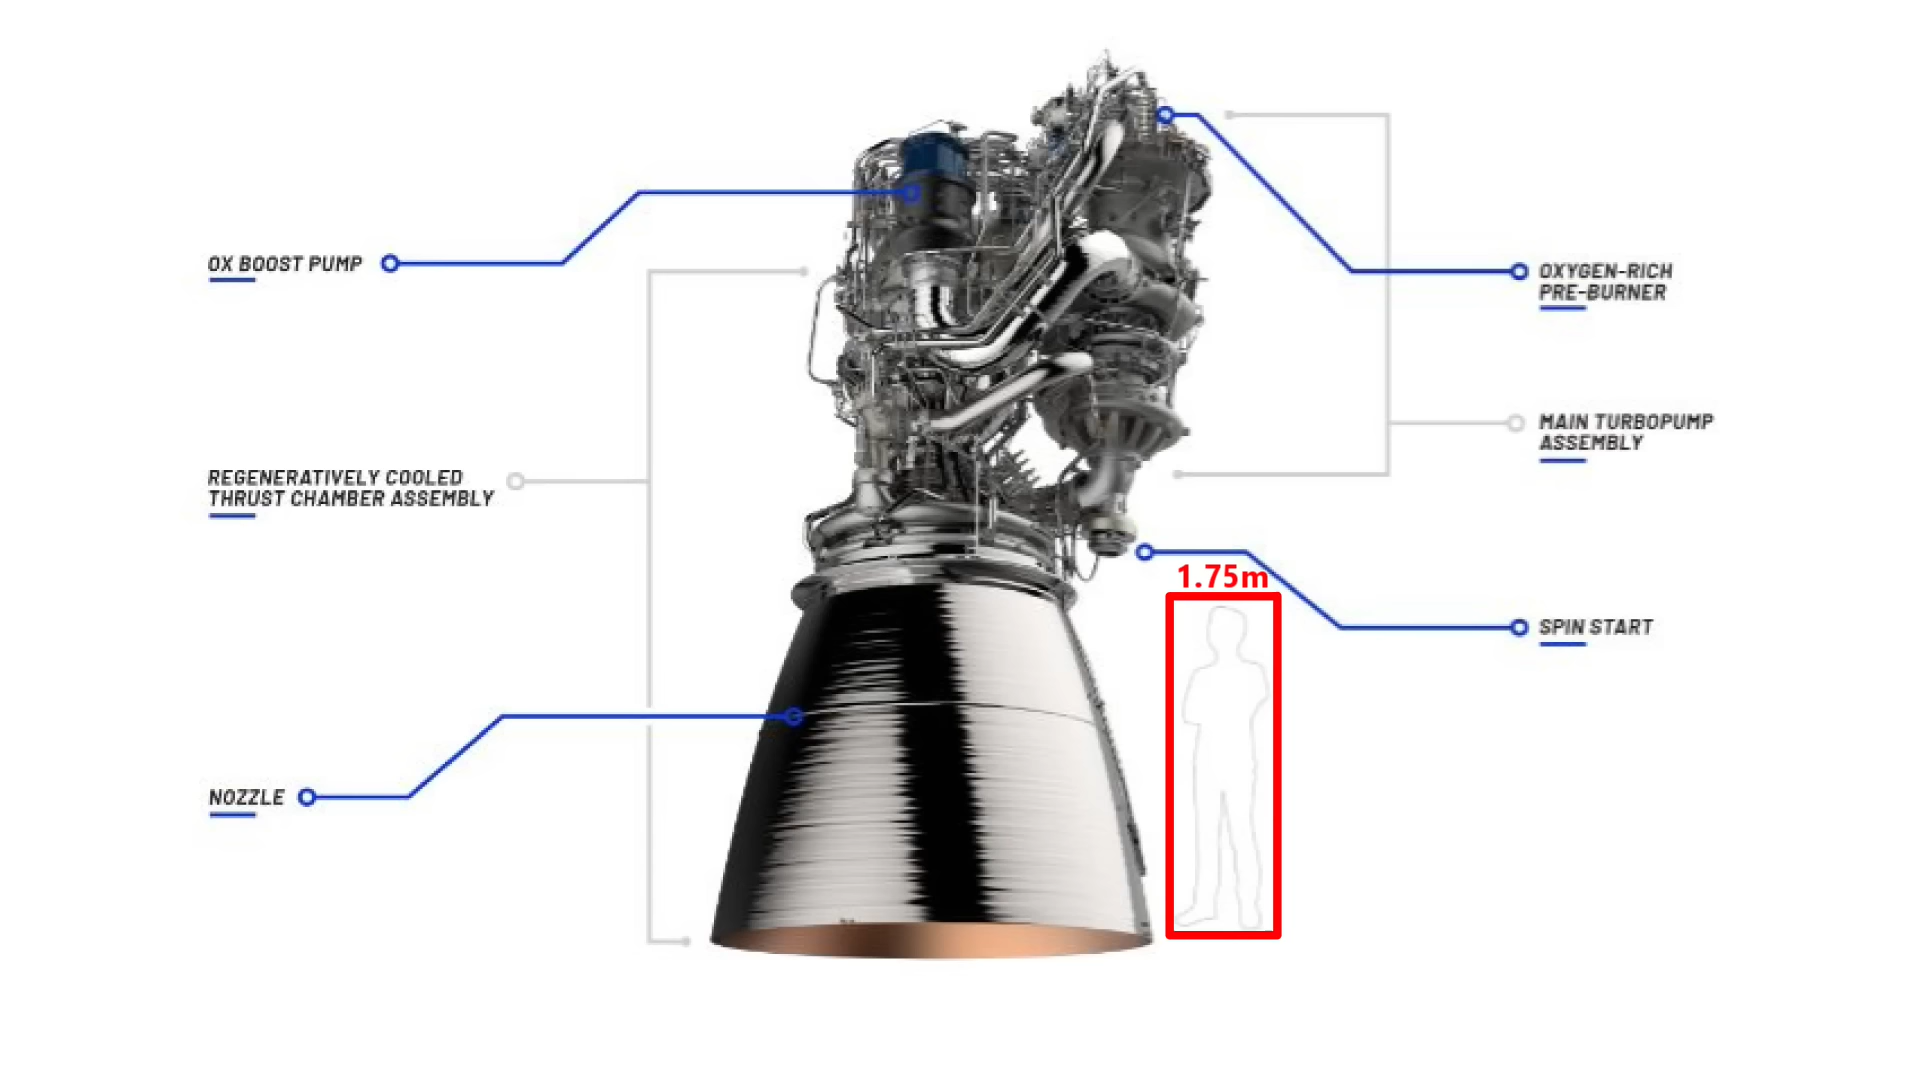 OX BOOST PUMP
OXYGEN-RICH
PRE-BURNER
MAIN TURBOPUMP
ASSEMBLY
REGENERATIVELY COOLED
THRUST CHAMBER ASSEMBLY
1.75m
SPIN START
NOZZLE